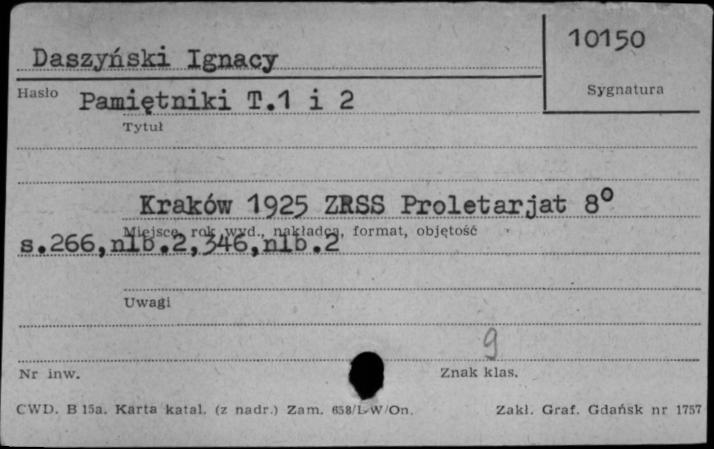 10150
Daszyński Ignacy
Sygnatura
Hasło Pamiętniki T.1 i 2
Tytuł
Kraków 1925 ZRSS Proletarjat 8°
Miejsce, rok wyd., nakładca, format, objętość
s.266,nlb.2,346,nlb.2
Uwagi
9
Nr inw. Znak klas.
CWD. B 15a. Karta katal. (z nadr.) Zam. 658/L-W/On. Zakł. Graf. Gdańsk nr 1757